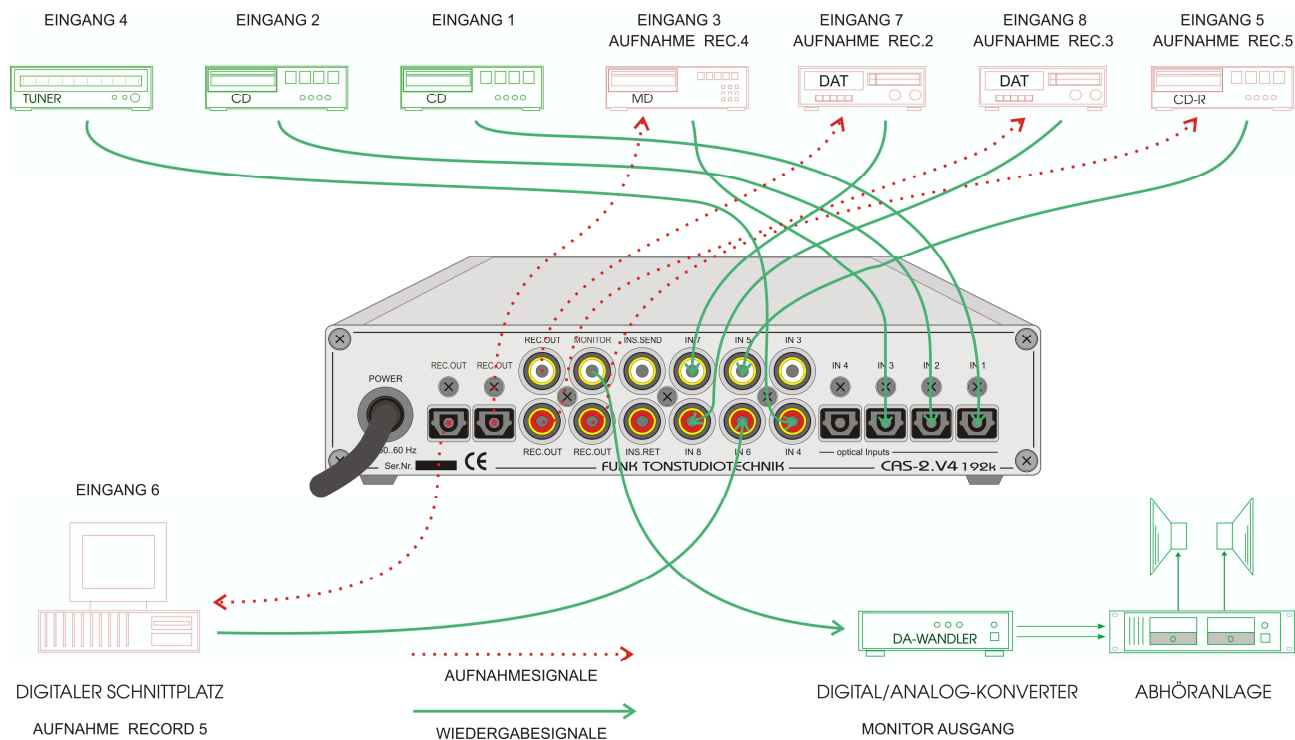 EINGANG 4
EINGANG 2
EINGANG 1
EINGANG 3
AUFNAHME REC.4
EINGANG 7
AUFNAHME REC.2
EINGANG 8
AUFNAHME REC.3
EINGANG 5
AUFNAHME REC.5
TUNER
CD
CD
MD
DAT
DAT
CD-R
REC.OUT
MONITOR
INS.SEND
IN 7
IN 5
IN 3
POWER
REC.OUT
REC.OUT
IN 4
IN 3
IN 2
IN 1
50..60 Hz
REC.OUT
REC.OUT
INS.RET
IN 8
IN 6
IN 4
optical Inputs
Ser.Nr.
CE
FUNK TONSTUDIOTECHNIK
CAS-2.V4 192k
EINGANG 6
DA-WANDLER
AUFNAHMESIGNALE
DIGITALER SCHNITTPLATZ
DIGITAL/ANALOG-KONVERTER
ABHÖRANLAGE
AUFNAHME RECORD 5
WIEDERGABESIGNALE
MONITOR AUSGANG